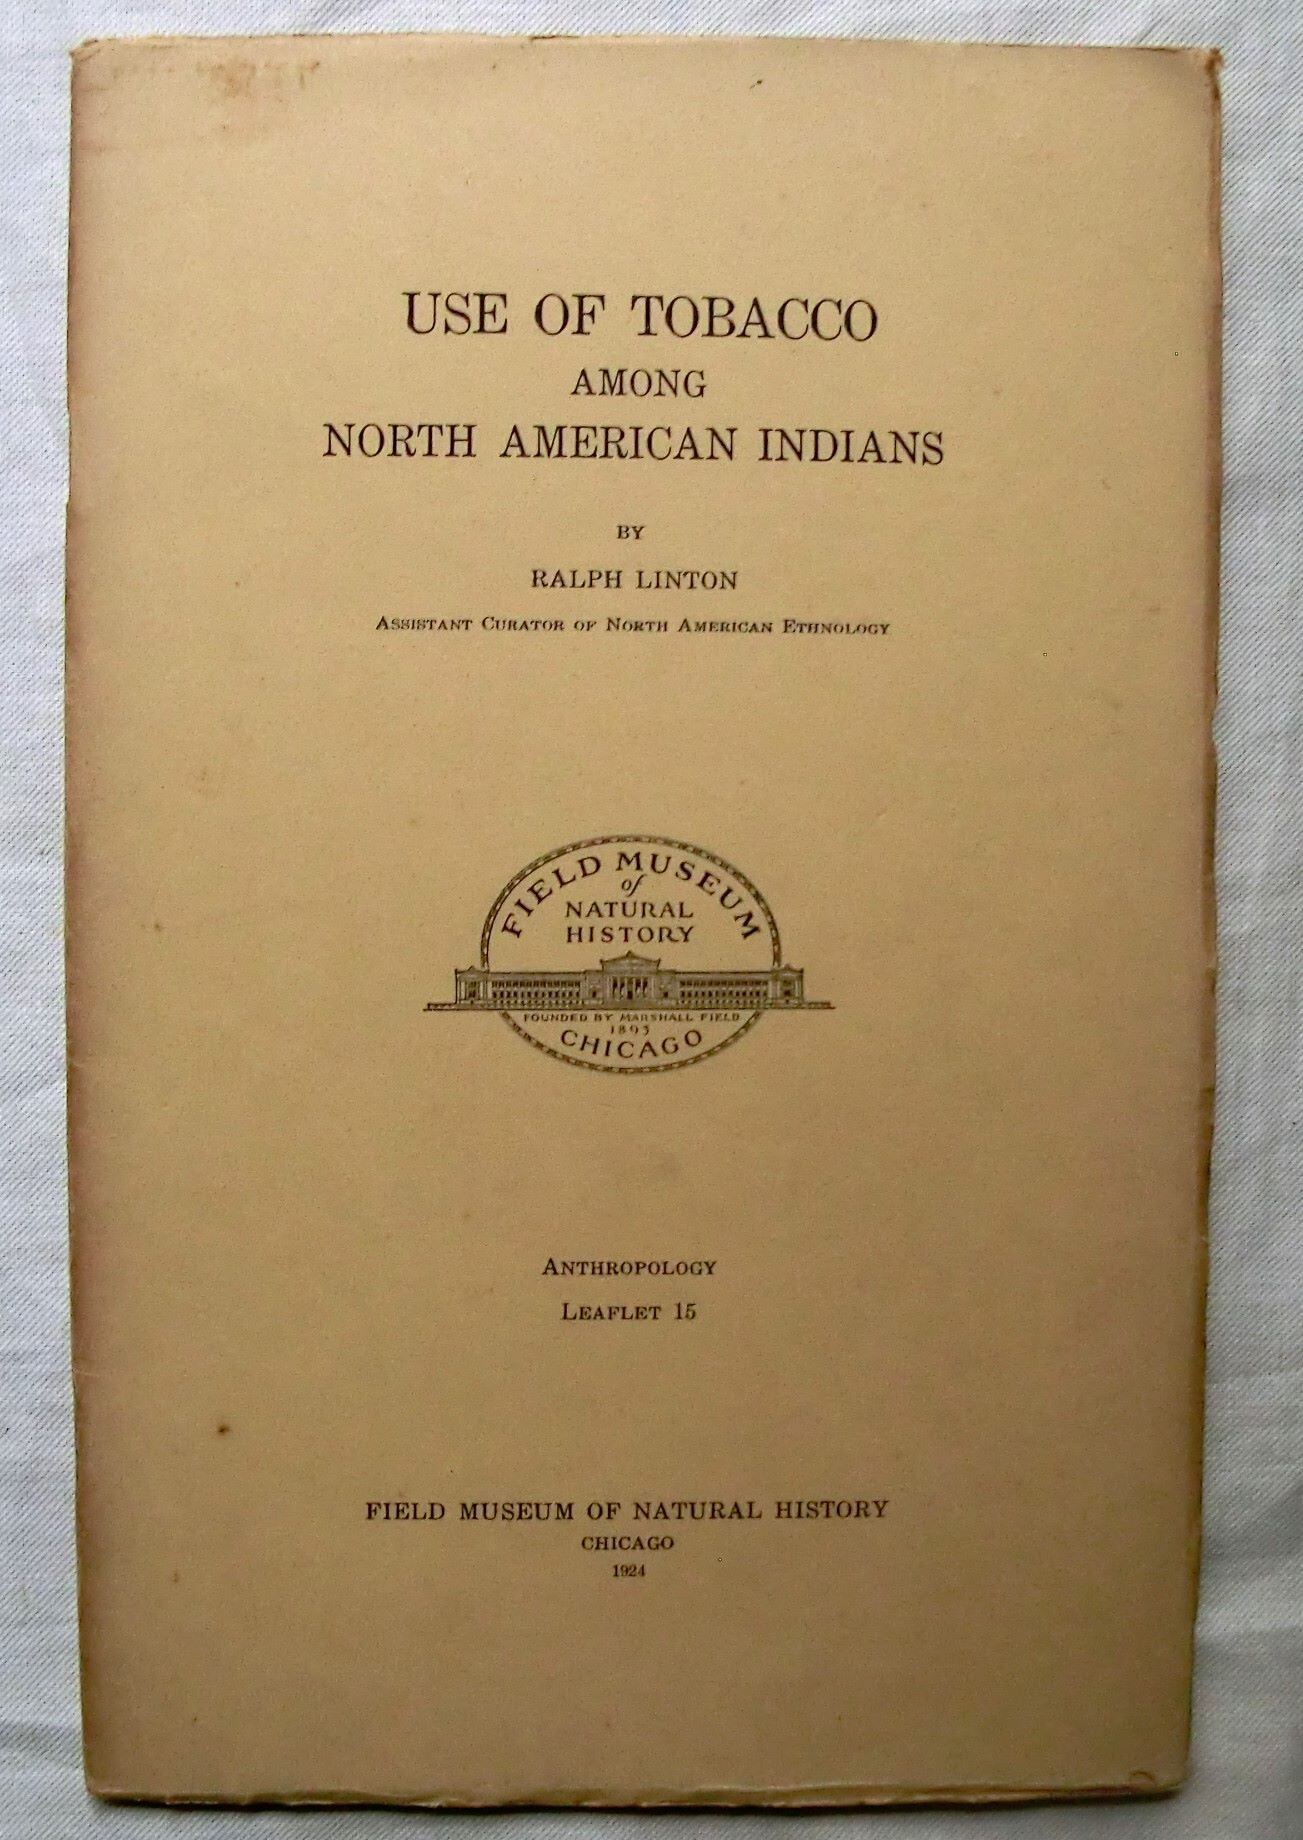 USE OF TOBACCO
AMONG
NORTH AMERICAN INDIANS
BY
RALPH LINTON
ASSISTANT CURATOR OF NORTH AMERICAN ETHNOLOGY
FIELD MUSEUM
of
NATURAL
HISTORY
FOUNDED BY MARSHALL FIELD
1893
CHICAGO
ANTHROPOLOGY
LEAFLET 15
FIELD MUSEUM OF NATURAL HISTORY
CHICAGO
1924